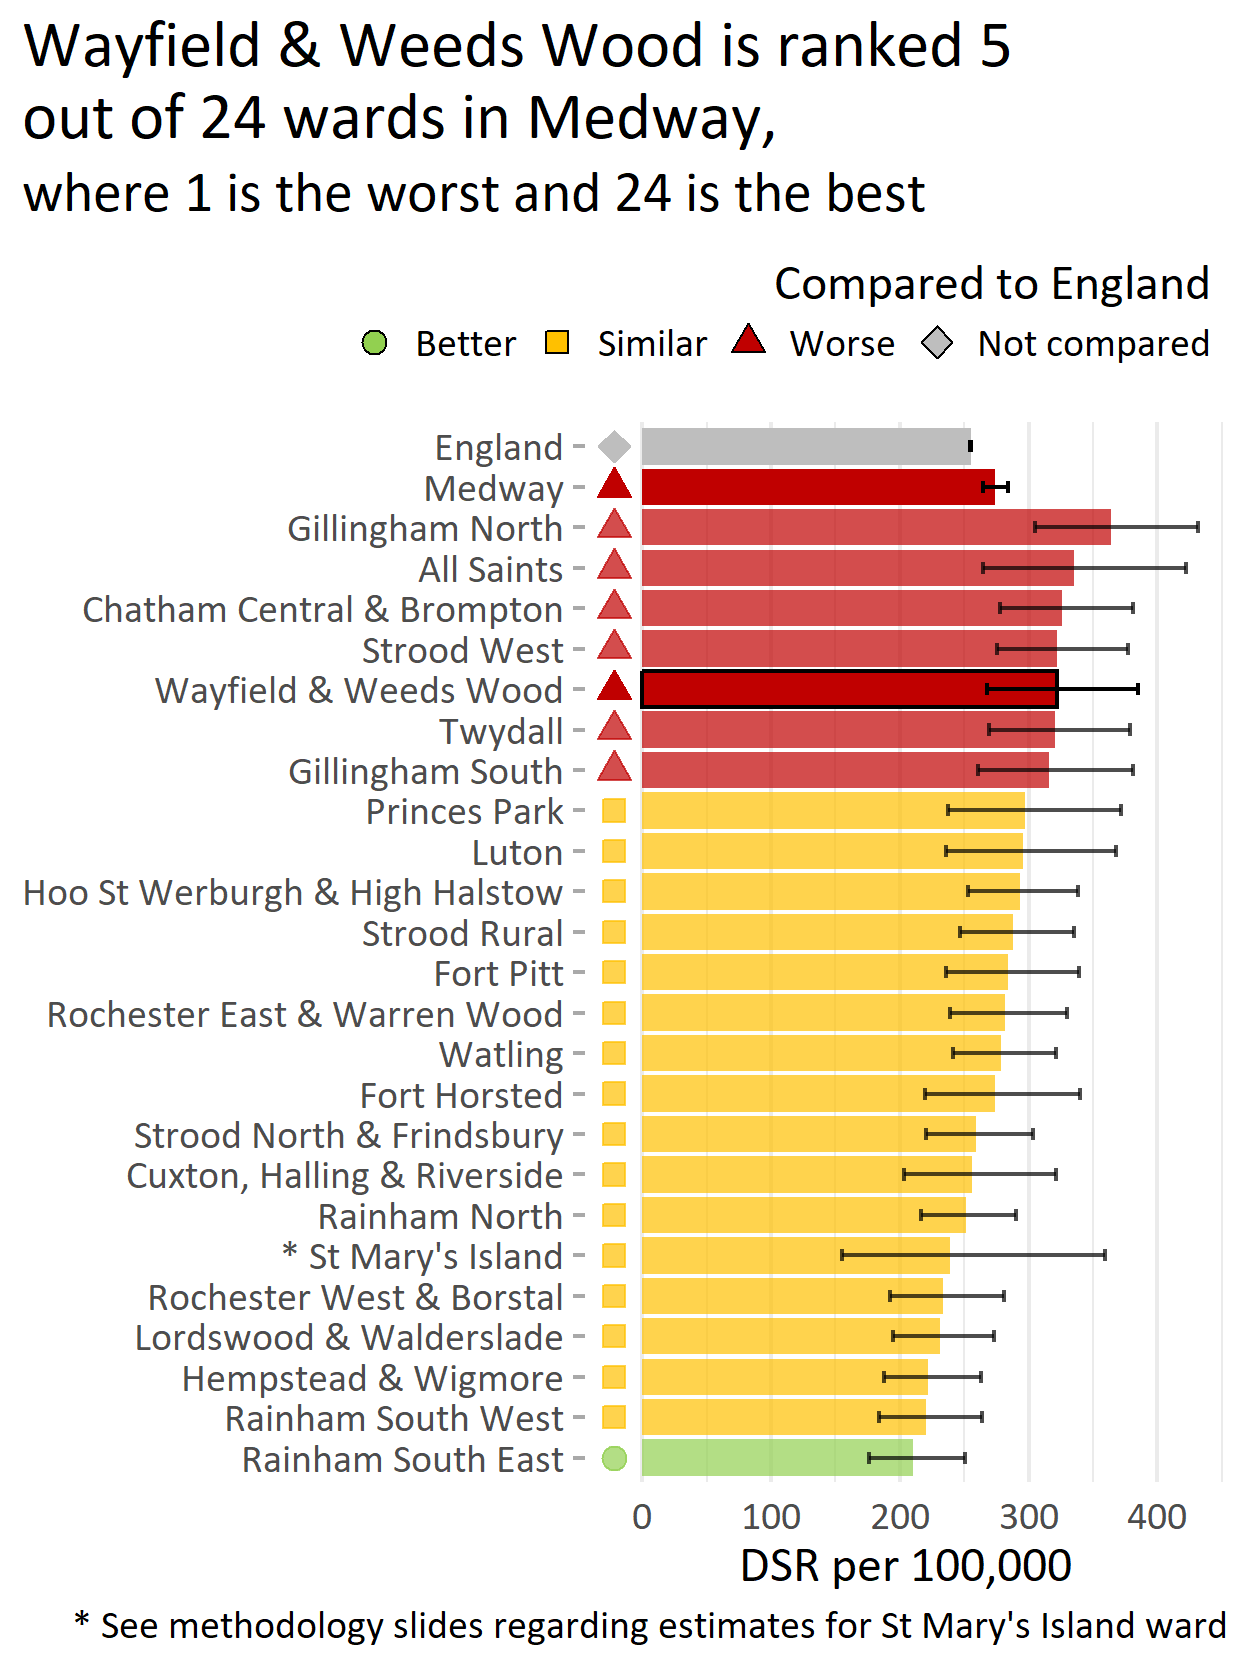 Wayfield & Weeds Wood is ranked 5
out of 24 wards in Medway,
where 1 is the worst and 24 is the best
Compared to England
Better Similar Worse Not compared
England
Medway
Gillingham North
All Saints
Chatham Central & Brompton
Strood West
Wayfield & Weeds Wood
Twydall
Gillingham South
Princes Park
Luton
Hoo St Werburgh & High Halstow
Strood Rural
Fort Pitt
Rochester East & Warren Wood
Watling
Fort Horsted
Strood North & Frindsbury
Cuxton, Halling & Riverside
Rainham North
* St Mary's Island
Rochester West & Borstal
Lordswood & Walderslade
Hempstead & Wigmore
Rainham South West
Rainham South East
0 100 200 300 400
DSR per 100,000
* See methodology slides regarding estimates for St Mary's Island ward